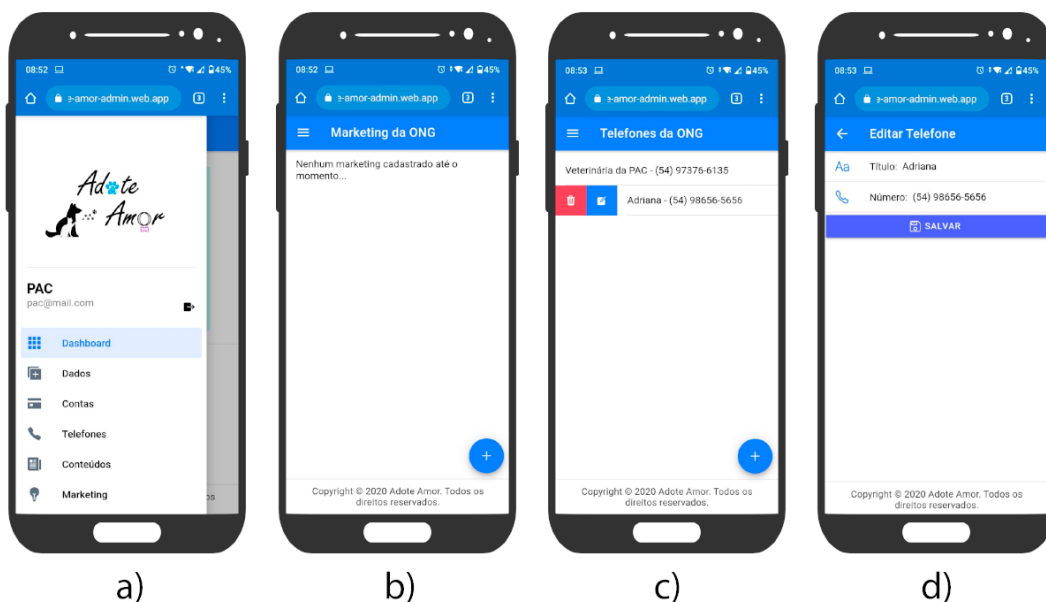 08:52 45%
e-amor-admin.web.app 3
Adote
Amor
PAC
pac@mail.com
Dashboard
Dados
Contas
Telefones
Conteúdos
Marketing
os
a)
08:52 45%
e-amor-admin.web.app 3
Marketing da ONG
Nenhum marketing cadastrado até o
momento...
+
Copyright © 2020 Adote Amor. Todos os
direitos reservados.
b)
08:53 45%
e-amor-admin.web.app 3
Telefones da ONG
Veterinária da PAC - (54) 97376-6135
Adriana - (54) 98656-5656
+
Copyright © 2020 Adote Amor. Todos os
direitos reservados.
c)
08:53 45%
e-amor-admin.web.app 3
Editar Telefone
Aa Título: Adriana
Número: (54) 98656-5656
SALVAR
Copyright © 2020 Adote Amor. Todos os
direitos reservados.
d)